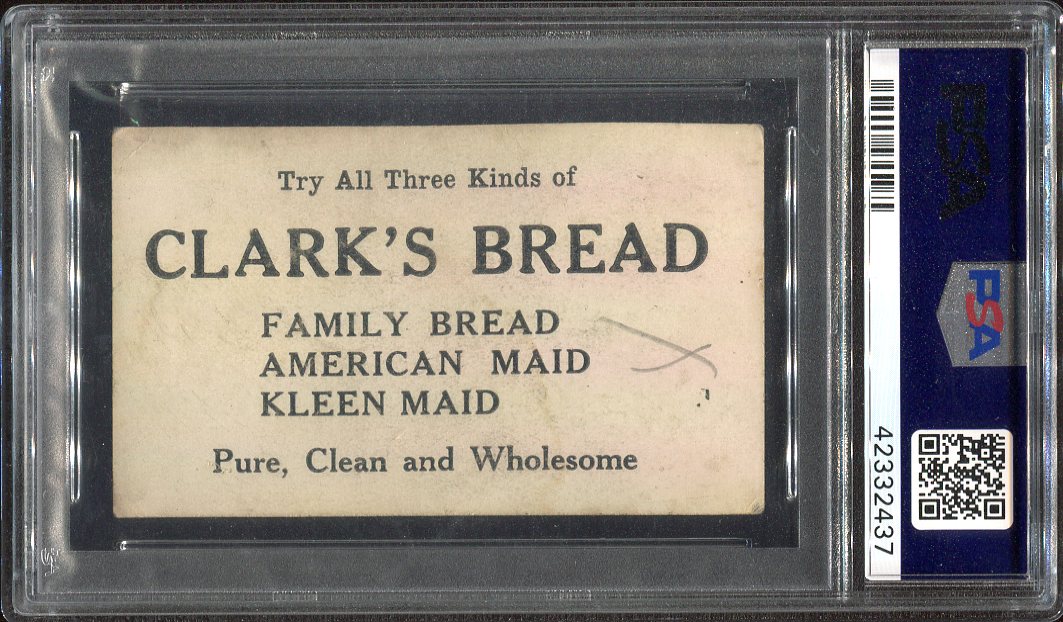 Try All Three Kinds of
CLARK'S BREAD
FAMILY BREAD
AMERICAN MAID
KLEEN MAID
Pure, Clean and Wholesome
PSA
PSA
42332437